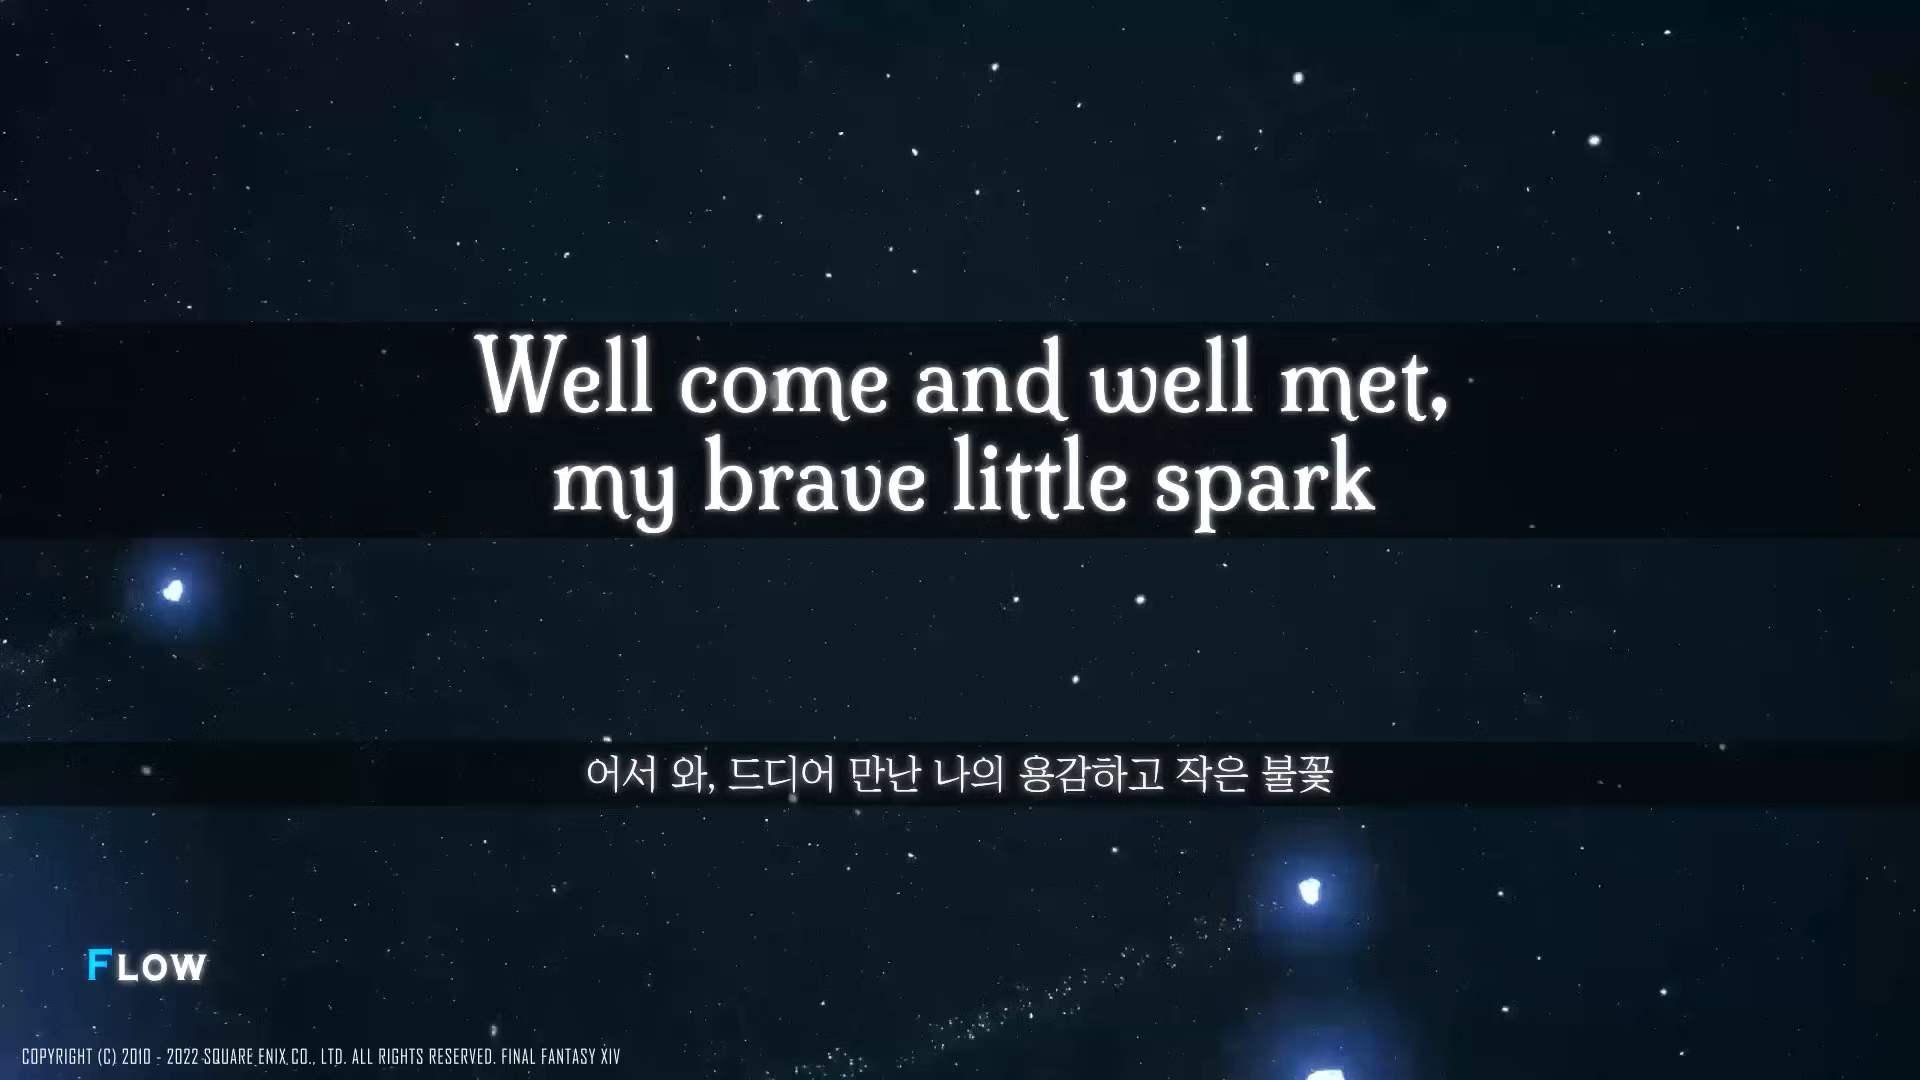 Well come and well met,
my brave little spark
어서 와, 드디어 만난 나의 용감하고 작은 불꽃
FLOW
COPYRIGHT (C) 2010 - 2022 SQUARE ENIX CO., LTD. ALL RIGHTS RESERVED. FINAL FANTASY XIV